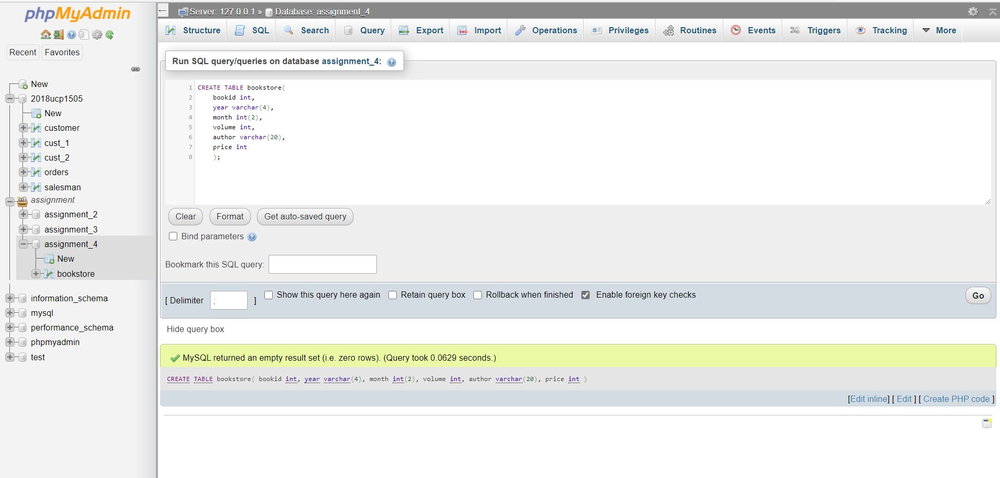 phpMyAdmin
Recent Favorites
New
2018ucp1505
New
customer
cust_1
cust_2
orders
salesman
assignment
assignment_2
assignment_3
assignment_4
New
bookstore
information_schema
mysql
performance_schema
phpmyadmin
test
Server: 127.0.0.1 » Database: assignment_4
Structure SQL Search Query Export Import Operations Privileges Routines Events Triggers Tracking More
Run SQL query/queries on database assignment_4:
1 CREATE TABLE bookstore(
2 bookid int,
3 year varchar(4),
4 month int(2),
5 volume int,
6 author varchar(20),
7 price int
8 );
Clear Format Get auto-saved query
Bind parameters
Bookmark this SQL query:
[ Delimiter ; ] Show this query here again Retain query box Rollback when finished Enable foreign key checks Go
Hide query box
MySQL returned an empty result set (i.e. zero rows). (Query took 0.0629 seconds.)
CREATE TABLE bookstore( bookid int, year varchar(4), month int(2), volume int, author varchar(20), price int )
[Edit inline] [ Edit ] [ Create PHP code ]